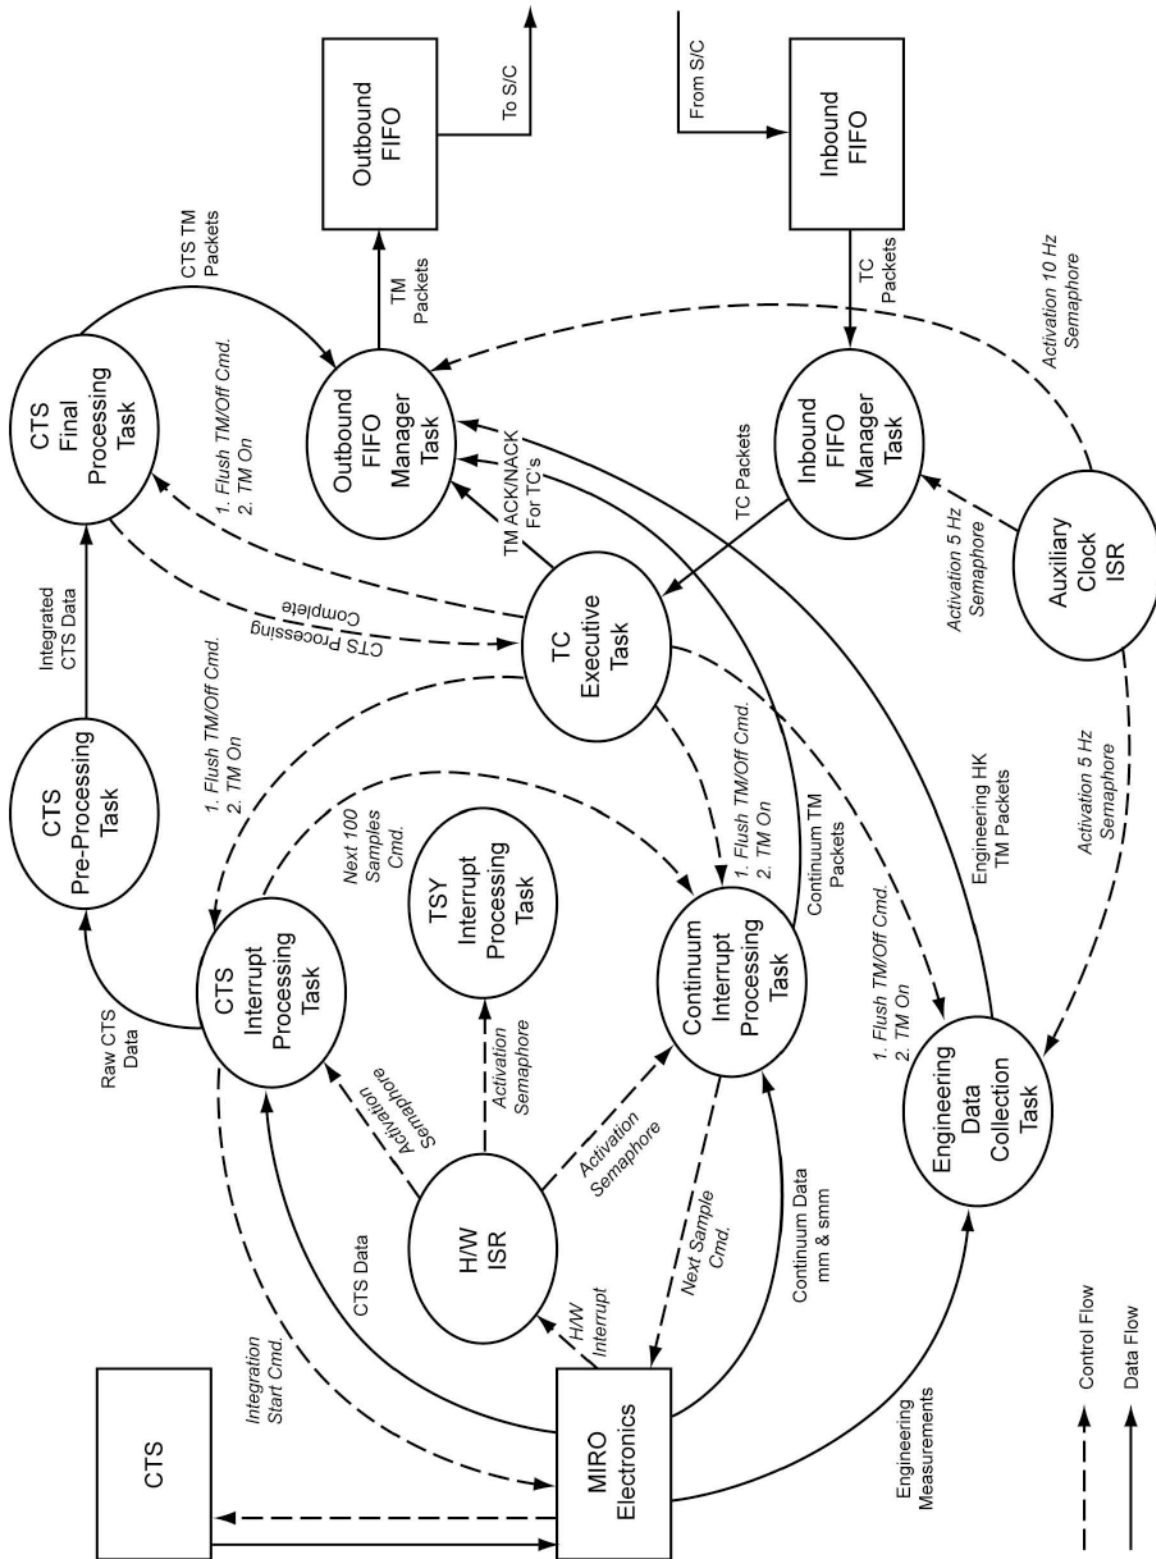 CTS
MIRO
Electronics
Integration
Start Cmd.
CTS Data
H/W
Interrupt
H/W
ISR
Next Sample
Cmd.
Continuum Data
mm & smm
Engineering
Measurements
Control Flow
Data Flow
Raw CTS
Data
CTS
Interrupt
Processing
Task
Activation
Semaphore
Activation
Semaphore
Activation
Semaphore
TSY
Interrupt
Processing
Task
Continuum
Interrupt
Processing
Task
Engineering
Data
Collection
Task
CTS
Pre-Processing
Task
1. Flush TM/Off Cmd.
2. TM On
Next 100
Samples
Cmd.
1. Flush TM/Off Cmd.
2. TM On
Continuum TM
Packets
1. Flush TM/Off Cmd.
2. TM On
Engineering HK
TM Packets
Activation 5 Hz
Semaphore
Integrated
CTS Data
CTS Processing
Complete
TC
Executive
Task
CTS
Final
Processing
Task
1. Flush TM/Off Cmd.
2. TM On
TM ACK/NACK
For TC's
TC Packets
Activation 5 Hz
Semaphore
Auxiliary
Clock
ISR
Outbound
FIFO
Manager
Task
Inbound
FIFO
Manager
Task
CTS TM
Packets
TM
Packets
TC
Packets
Activation 10 Hz
Semaphore
Outbound
FIFO
Inbound
FIFO
To S/C
From S/C